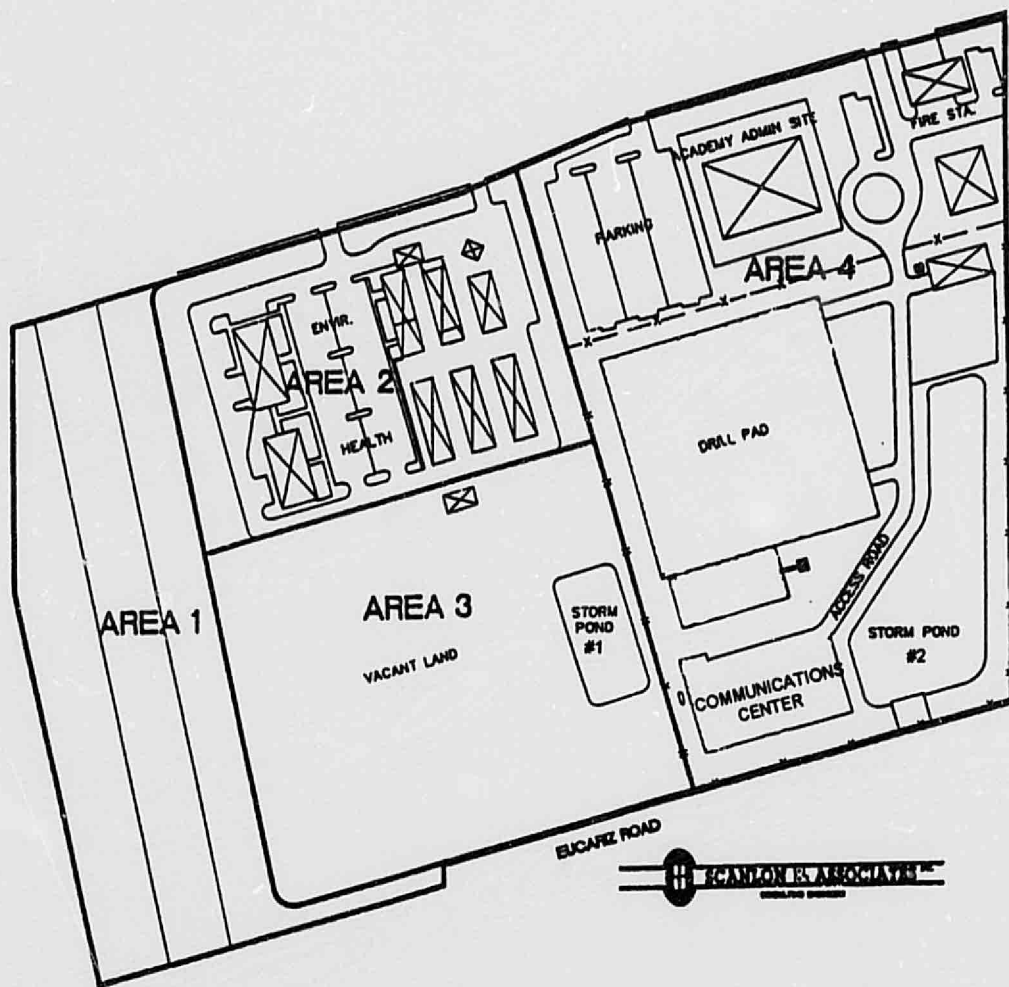 FIRE STA.
ACADEMY ADMIN SITE
PARKING
AREA 4
ENVIR.
AREA 2
HEALTH
DRILL PAD
ACCESS ROAD
AREA 1
AREA 3
VACANT LAND
STORM
POND
#1
STORM POND
#2
COMMUNICATIONS
CENTER
EUCARIZ ROAD
SCANLON & ASSOCIATES